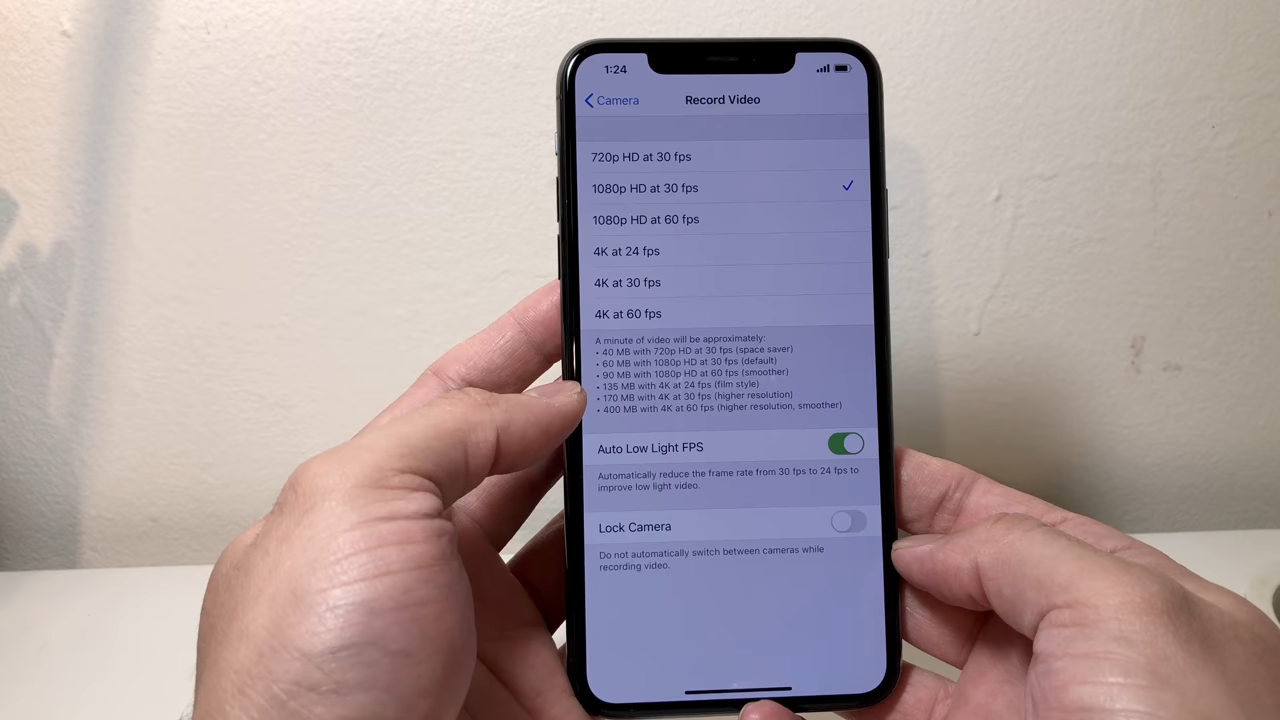 1:24
Camera
Record Video
720p HD at 30 fps
1080p HD at 30 fps
1080p HD at 60 fps
4K at 24 fps
4K at 30 fps
4K at 60 fps
A minute of video will be approximately:
• 40 MB with 720p HD at 30 fps (space saver)
• 60 MB with 1080p HD at 30 fps (default)
• 90 MB with 1080p HD at 60 fps (smoother)
• 135 MB with 4K at 24 fps (film style)
• 170 MB with 4K at 30 fps (higher resolution)
• 400 MB with 4K at 60 fps (higher resolution, smoother)
Auto Low Light FPS
Automatically reduce the frame rate from 30 fps to 24 fps to
improve low light video.
Lock Camera
Do not automatically switch between cameras while
recording video.